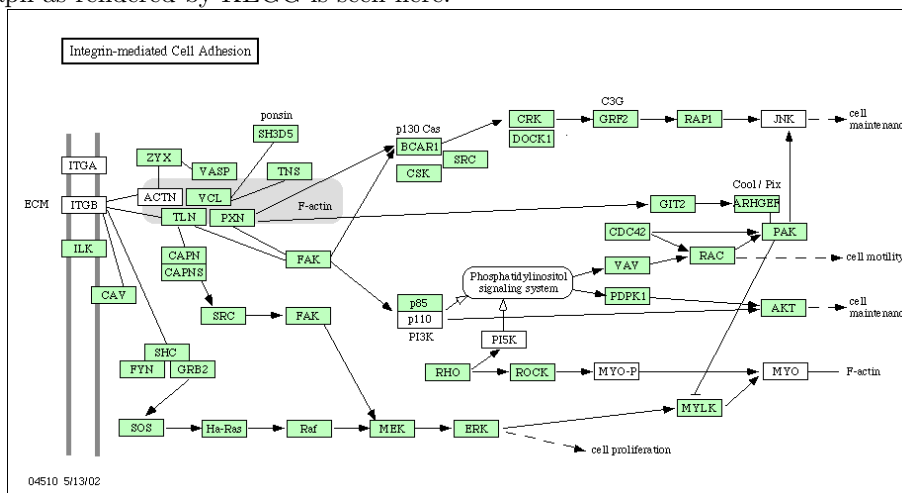 aph as rendered by KEGG is seen here.
Integrin-mediated Cell Adhesion
C3G
ponsin
CRK
GRF2
RAP1
JNK
cell
maintenanc
p130 Cas
SH3D5
DOCK1
BCAR1
ZYX
SRC
ITGA
VASP
TNS
CSK
Cool / Pix
ACTN
VCL
ECM
ITGB
F-actin
GIT2
ARHGEF
TLN
PXN
CDC42
PAK
ILK
CAPN
FAK
RAC
cell motility
VAV
CAPNS
Phosphatidylinositol
signaling system
CAV
p85
PDPK1
cell
maintenanc
AKT
SRC
FAK
p110
PI3K
PI5K
SHC
FYN
GRB2
RHO
ROCK
MYO-P
MYO
F-actin
MYLK
SOS
Ha-Ras
Raf
MEK
ERK
cell proliferation
04510 5/13/02